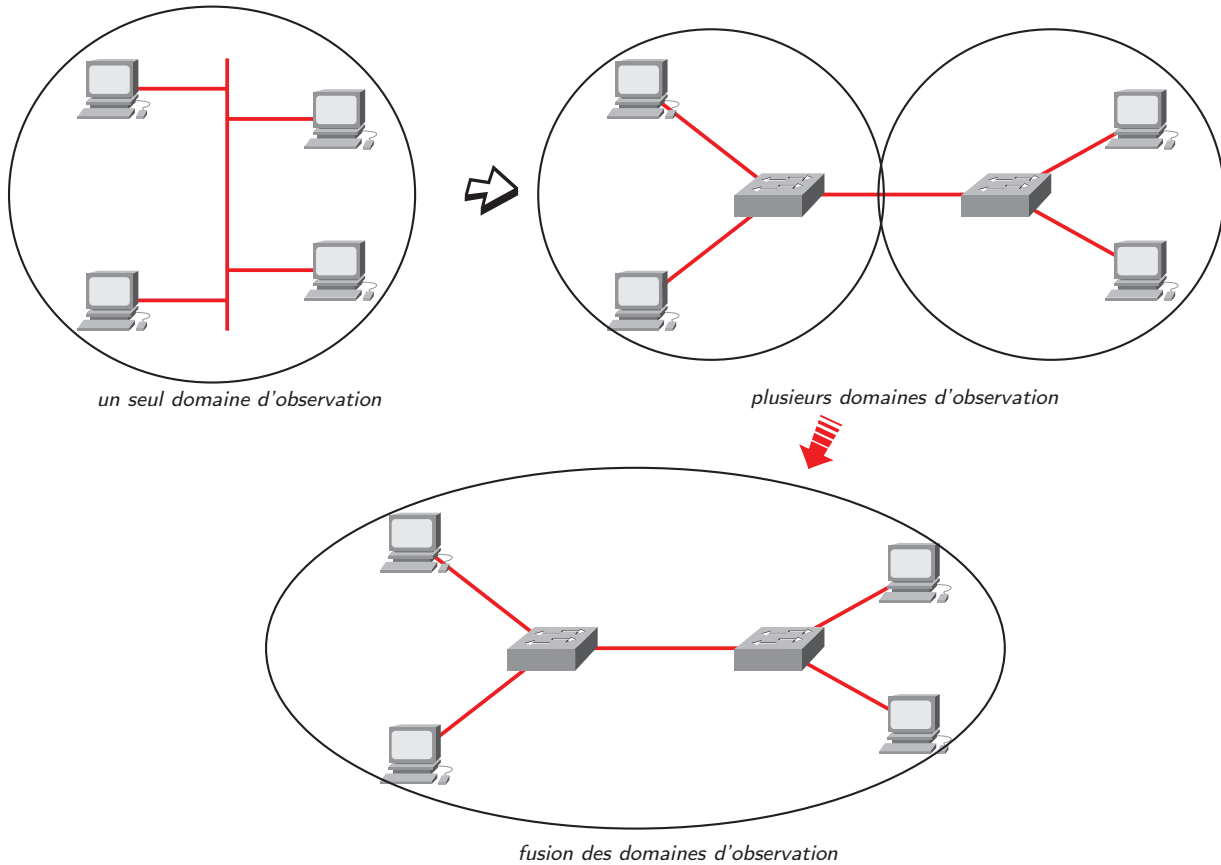 un seul domaine d'observation
plusieurs domaines d'observation
fusion des domaines d'observation